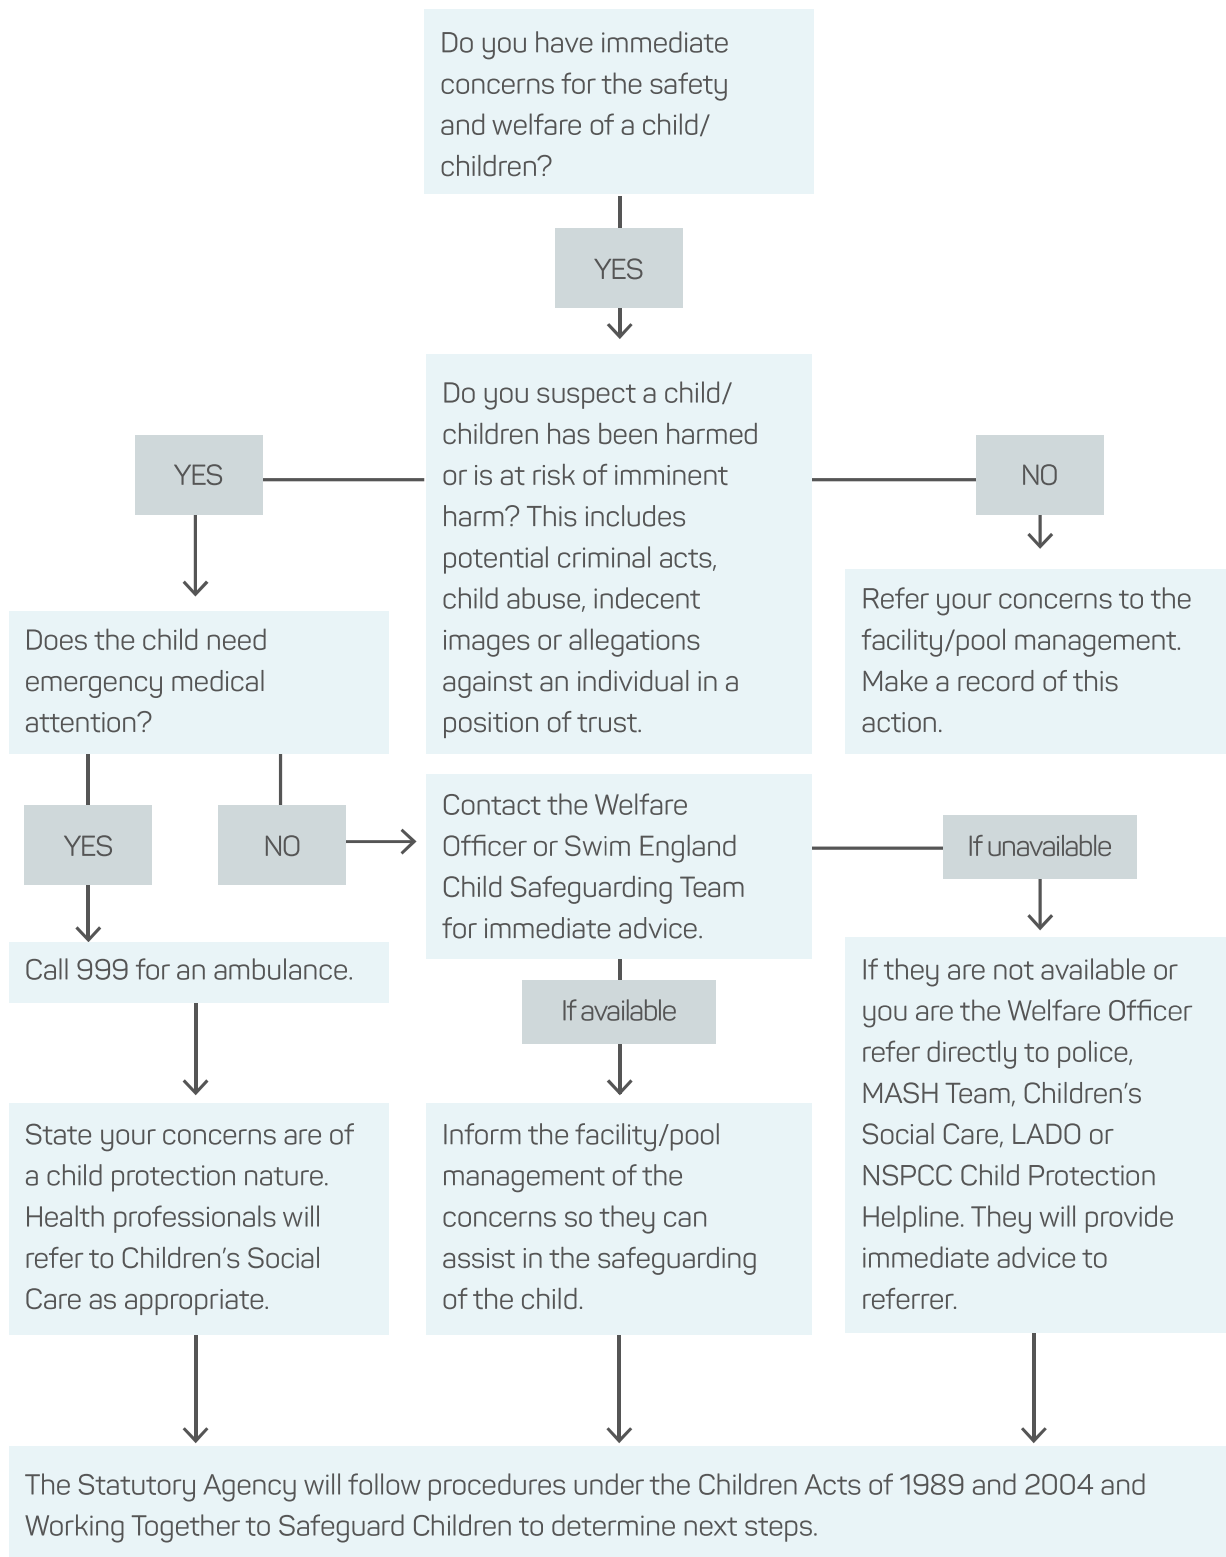 Do you have immediate
concerns for the safety
and welfare of a child/
children?
YES
Do you suspect a child/
children has been harmed
or is at risk of imminent
harm? This includes
potential criminal acts,
child abuse, indecent
images or allegations
against an individual in a
position of trust.
YES
NO
Does the child need
emergency medical
attention?
Refer your concerns to the
facility/pool management.
Make a record of this
action.
YES
NO
Contact the Welfare
Officer or Swim England
Child Safeguarding Team
for immediate advice.
If unavailable
Call 999 for an ambulance.
If available
If they are not available or
you are the Welfare Officer
refer directly to police,
MASH Team, Children's
Social Care, LADO or
NSPCC Child Protection
Helpline. They will provide
immediate advice to
referrer.
State your concerns are of
a child protection nature.
Health professionals will
refer to Children's Social
Care as appropriate.
Inform the facility/pool
management of the
concerns so they can
assist in the safeguarding
of the child.
The Statutory Agency will follow procedures under the Children Acts of 1989 and 2004 and
Working Together to Safeguard Children to determine next steps.